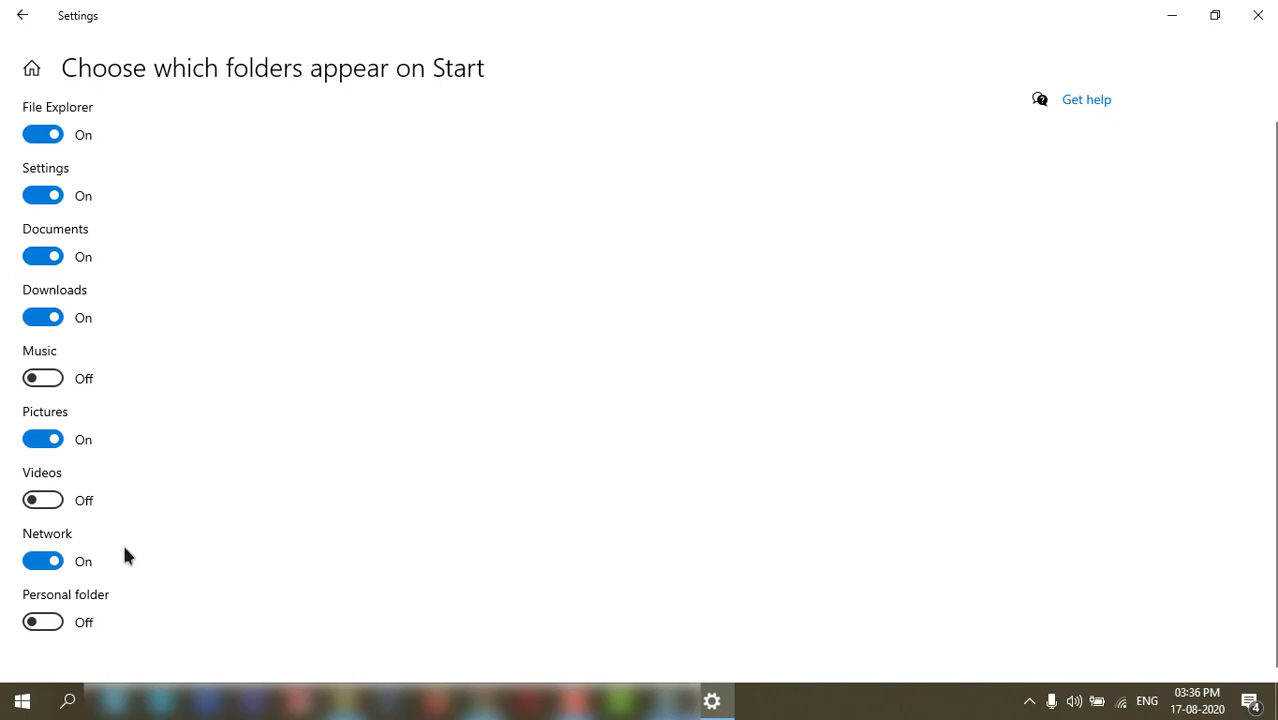 Settings
Choose which folders appear on Start
Get help
File Explorer
On
Settings
On
Documents
On
Downloads
On
Music
Off
Pictures
On
Videos
Off
Network
On
Personal folder
Off
ENG
03:36 PM
17-08-2020
4